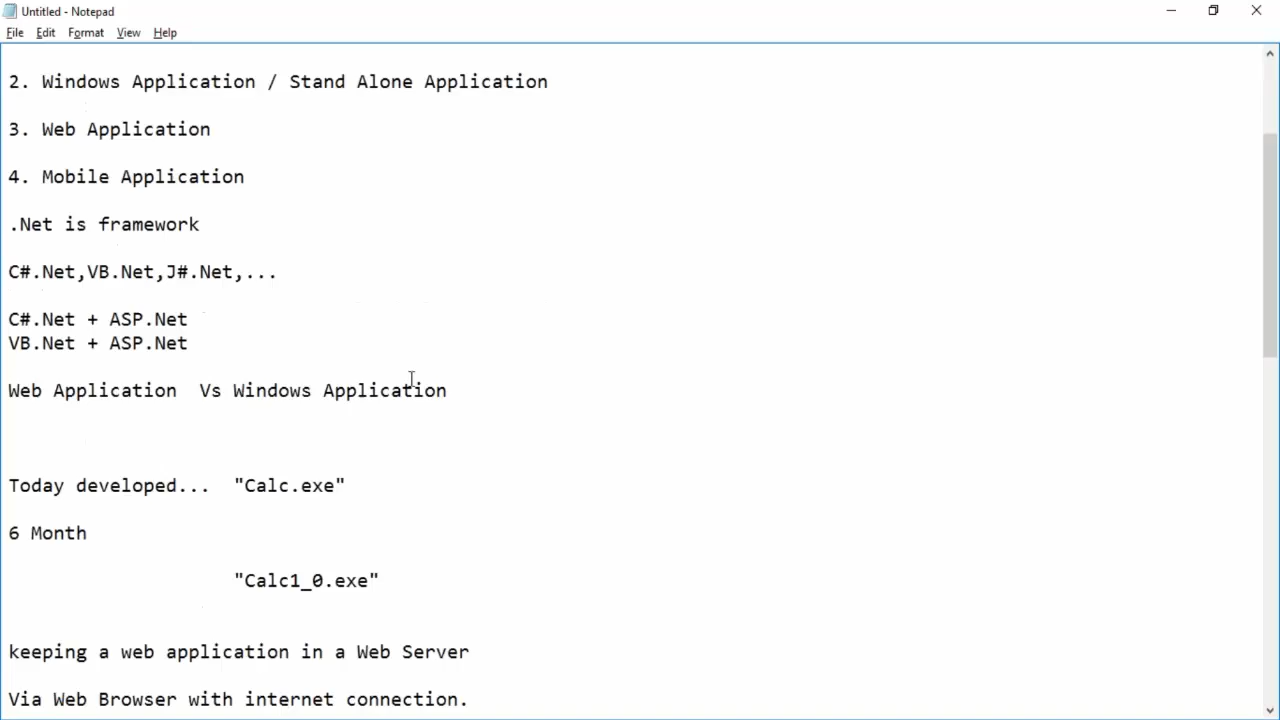 Untitled - Notepad
File Edit Format View Help
2. Windows Application / Stand Alone Application
3. Web Application
4. Mobile Application
.Net is framework
C#.Net,VB.Net,J#.Net,...
C#.Net + ASP.Net
VB.Net + ASP.Net
Web Application  Vs Windows Application
Today developed...  "Calc.exe"
6 Month
"Calc1_0.exe"
keeping a web application in a Web Server
Via Web Browser with internet connection.